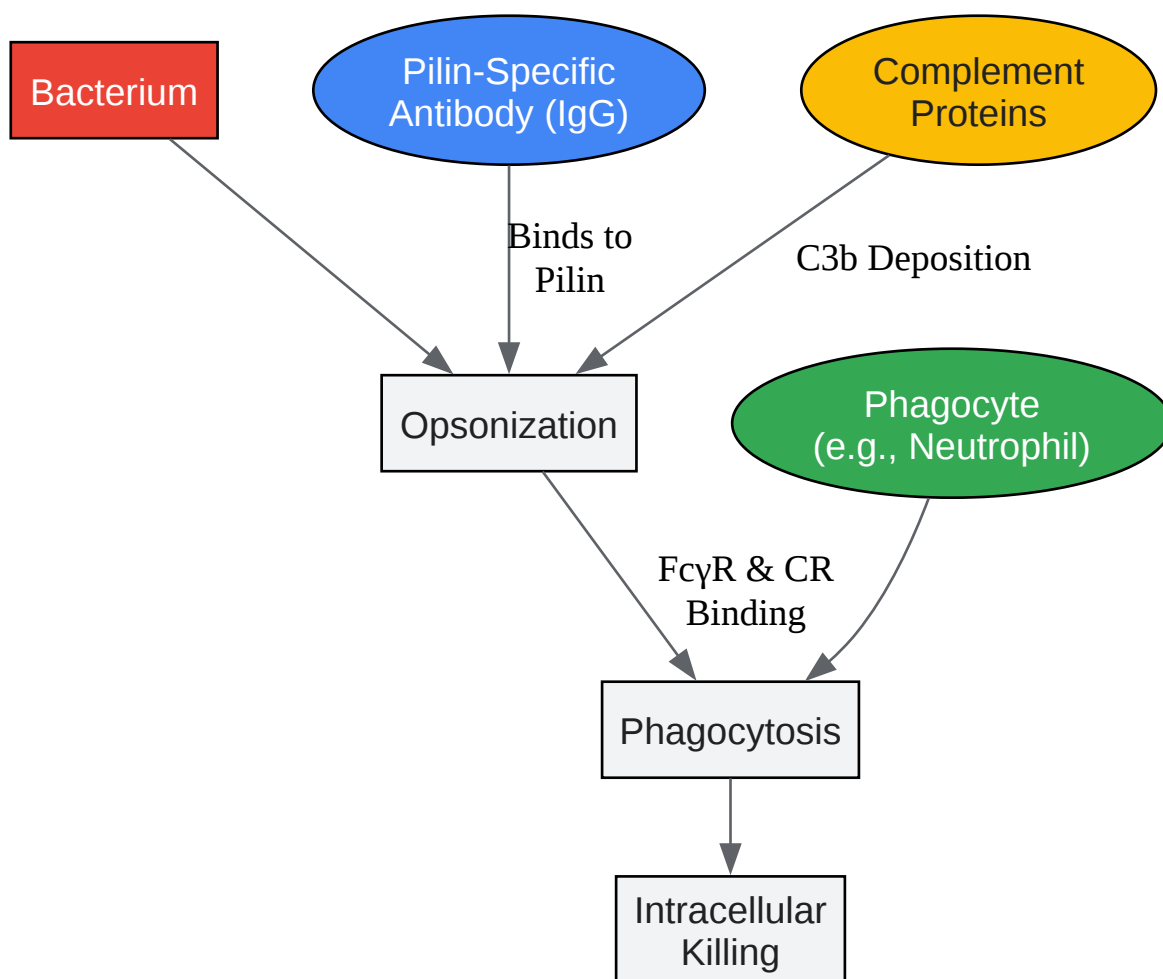 Bacterium
Pilin-Specific
Antibody (IgG)
Complement
Proteins
Binds to
Pilin
C3b Deposition
Opsonization
Phagocyte
(e.g., Neutrophil)
FcγR & CR
Binding
Phagocytosis
Intracellular
Killing